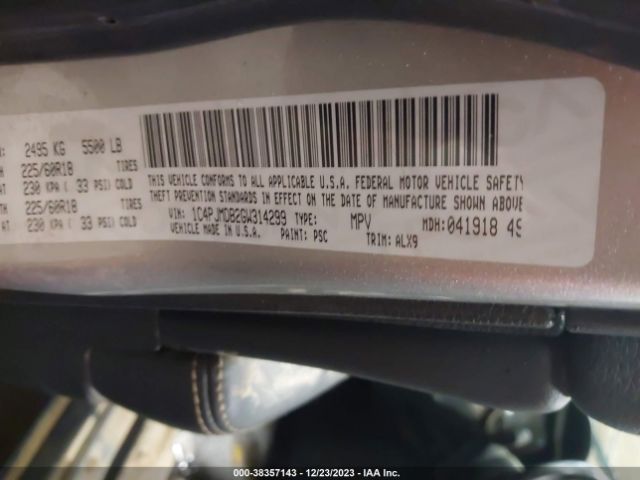 2495 KG 5500 LB
225/60R18 TIRES
230 KPA ( 33 PSI) COLD
225/60R18 TIRES
230 KPA ( 33 PSI) COLD
THIS VEHICLE CONFORMS TO ALL APPLICABLE U.S.A. FEDERAL MOTOR VEHICLE SAFETY
THEFT PREVENTION STANDARDS IN EFFECT ON THE DATE OF MANUFACTURE SHOWN ABOVE
VIN: 1C4PJMDB2GW314299 TYPE: MPV MDH:041918
VEHICLE MADE IN U.S.A. PAINT: PSC TRIM: ALX9
000-38357143 - 12/23/2023 - IAA Inc.